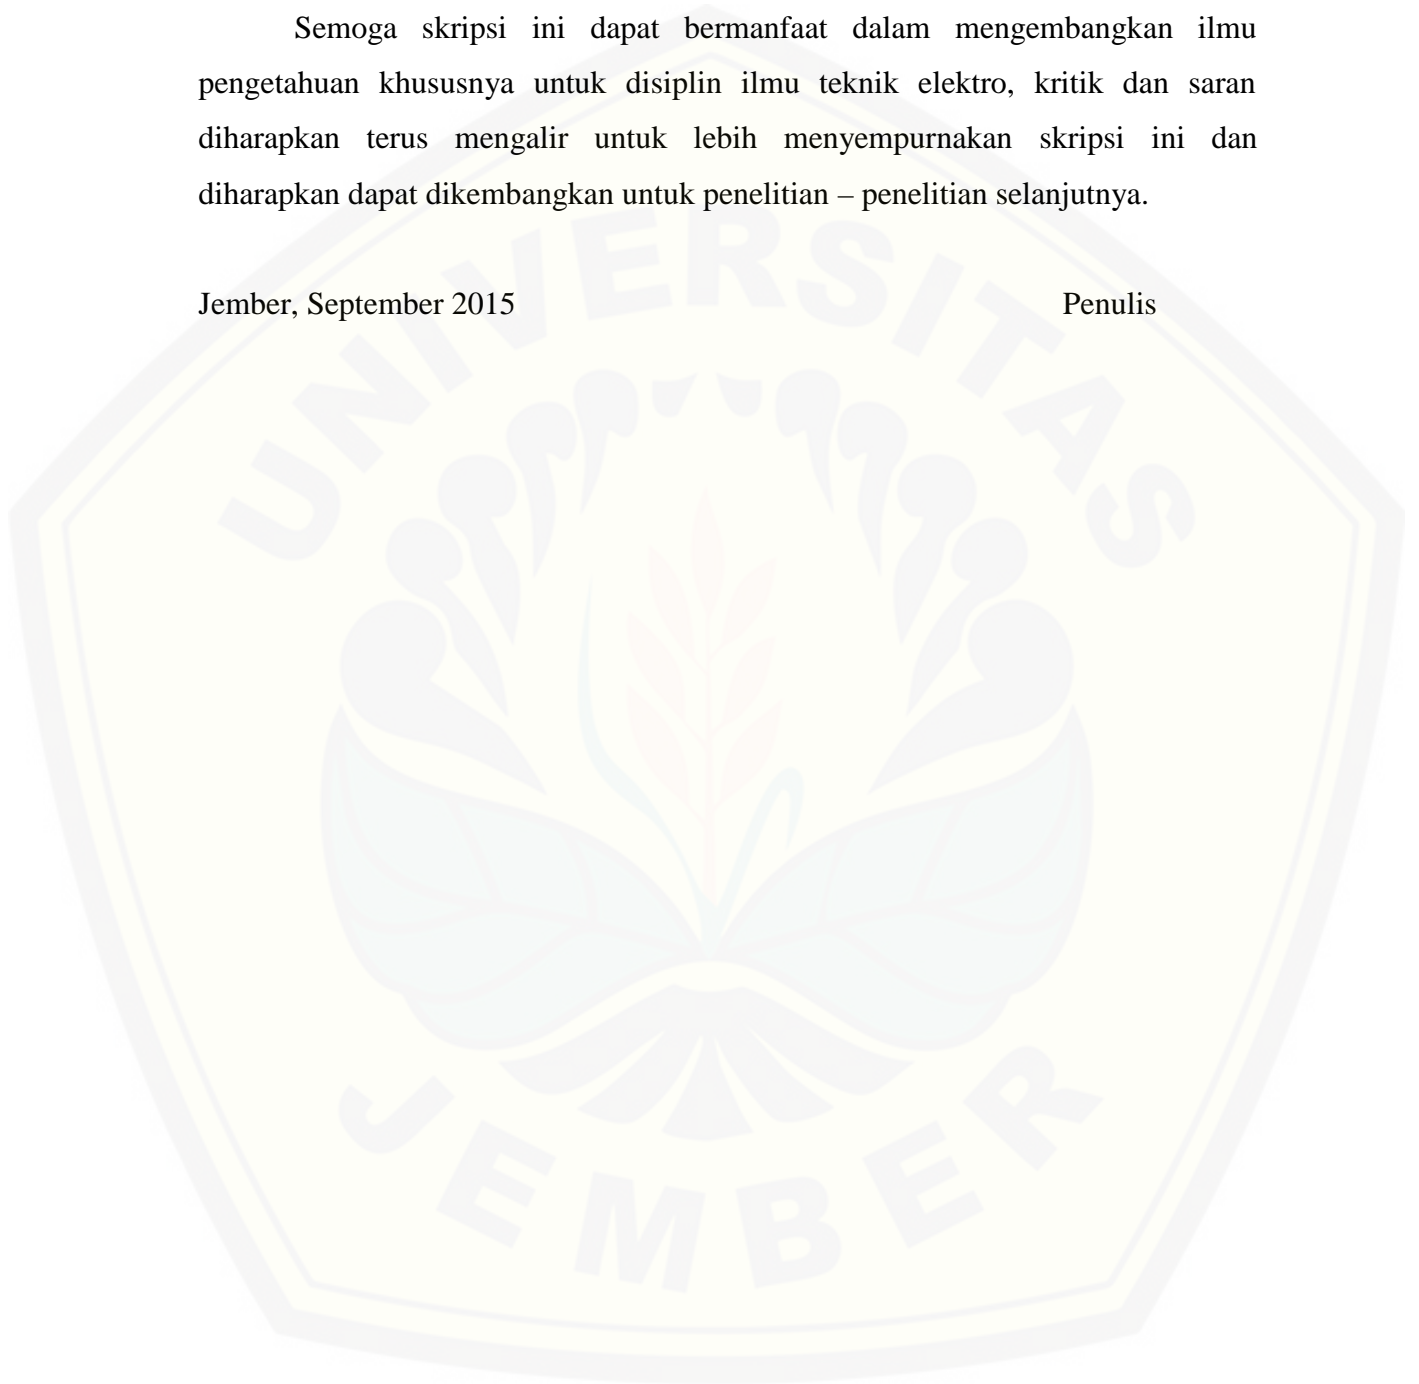 Semoga skripsi ini dapat bermanfaat dalam mengembangkan ilmu
pengetahuan khususnya untuk disiplin ilmu teknik elektro, kritik dan saran
diharapkan terus mengalir untuk lebih menyempurnakan skripsi ini dan
diharapkan dapat dikembangkan untuk penelitian – penelitian selanjutnya.
Jember, September 2015 Penulis
UNIVERSITAS
JEMBER